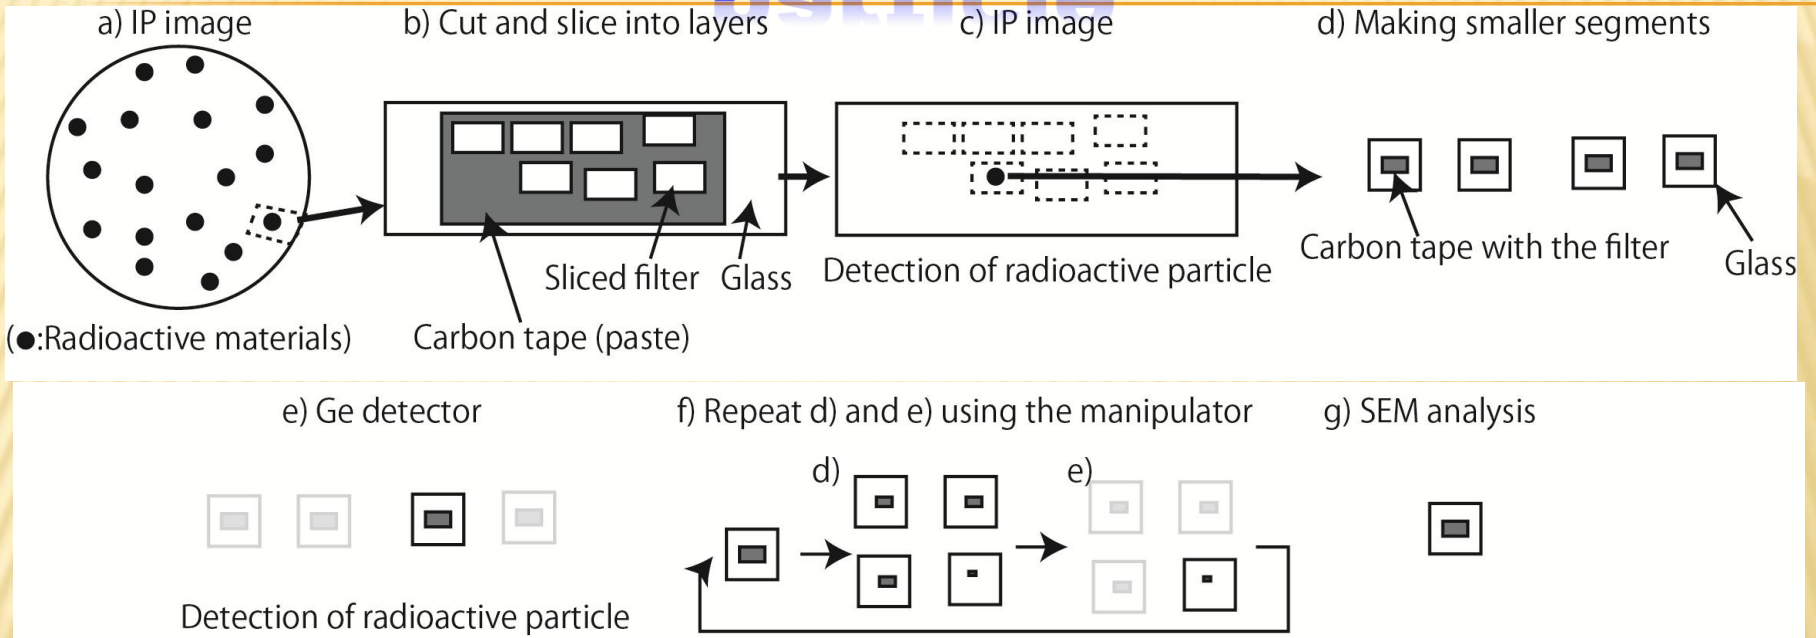 a) IP image
b) Cut and slice into layers
c) IP image
d) Making smaller segments
Sliced filter
Glass
Detection of radioactive particle
Carbon tape with the filter
Glass
(●:Radioactive materials)
Carbon tape (paste)
e) Ge detector
f) Repeat d) and e) using the manipulator
g) SEM analysis
d)
e)
Detection of radioactive particle